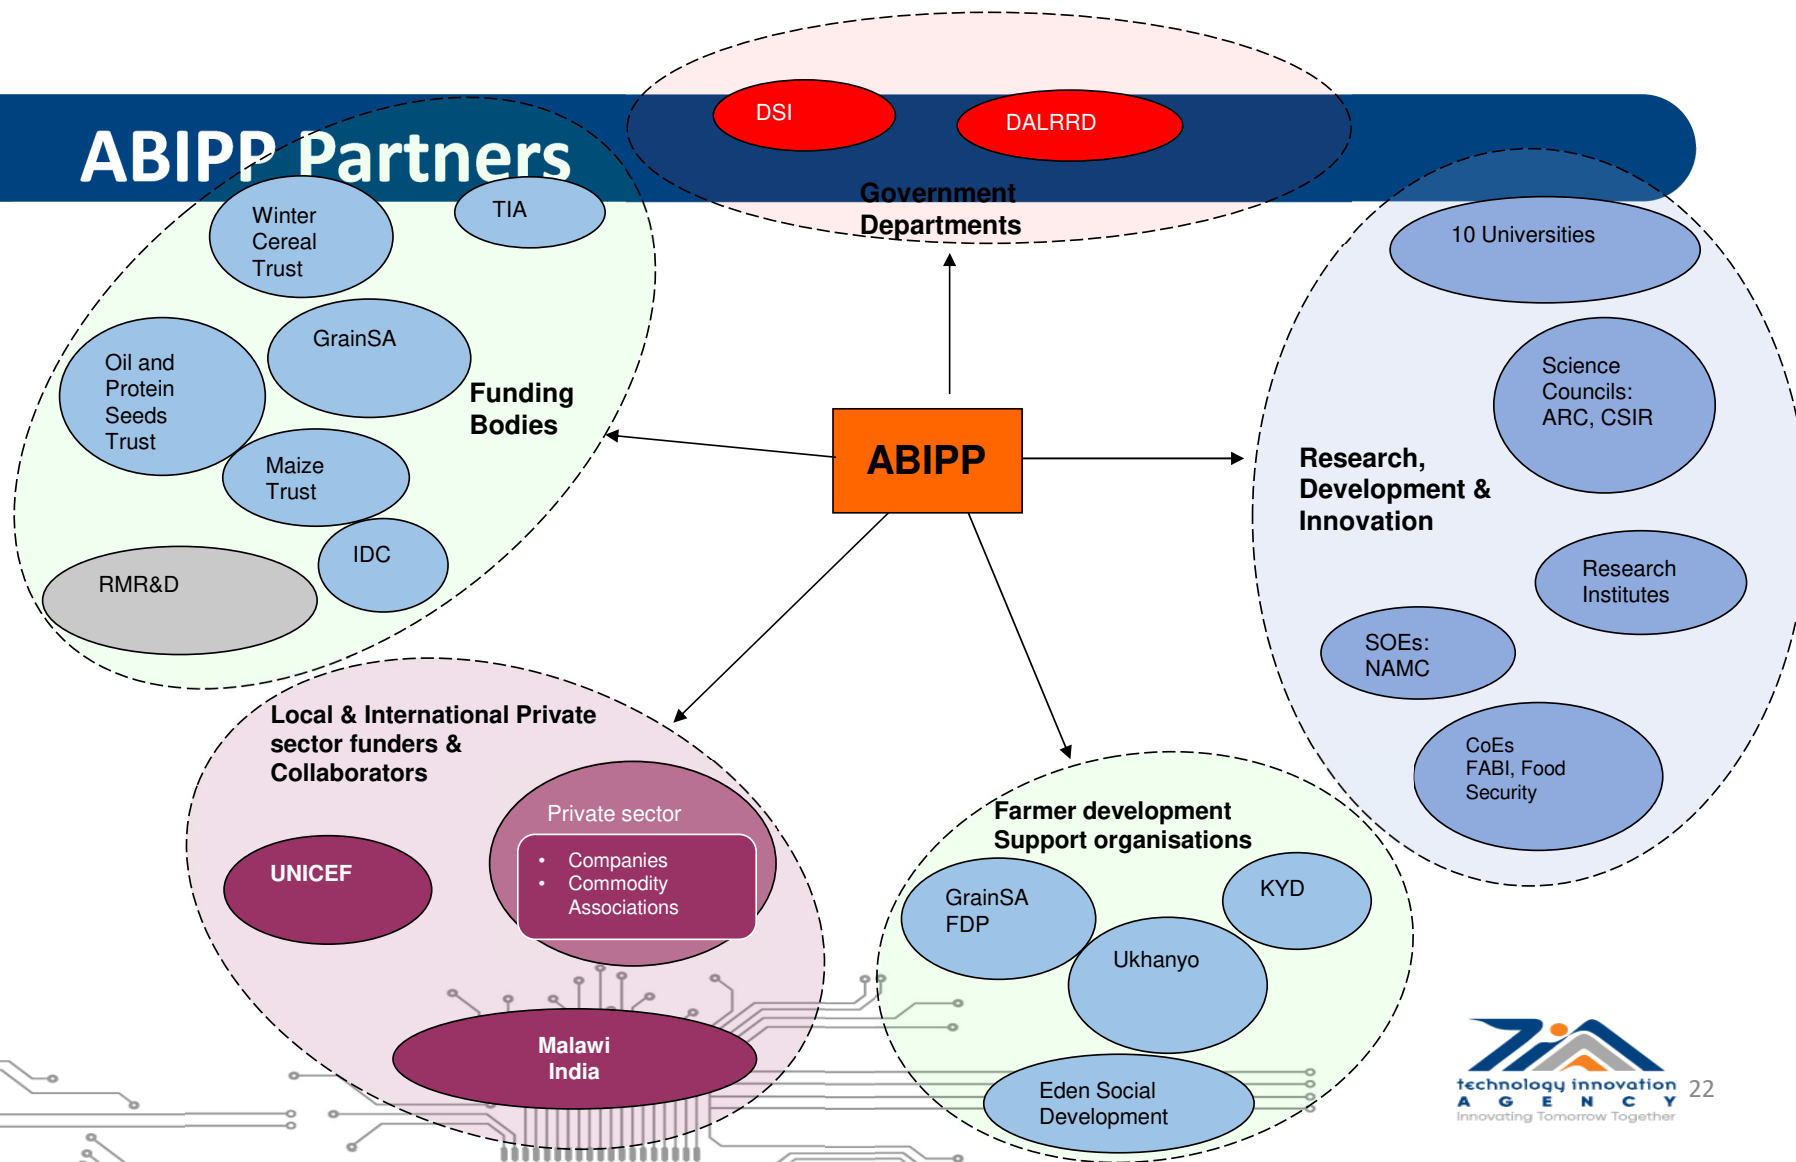 ABIPP Partners
DSI
DALRRD
Government
Departments
Winter
Cereal
Trust
TIA
GrainSA
Oil and
Protein
Seeds
Trust
Funding
Bodies
Maize
Trust
IDC
RMR&D
ABIPP
10 Universities
Science
Councils:
ARC, CSIR
Research,
Development &
Innovation
Research
Institutes
SOEs:
NAMC
CoEs
FABI, Food
Security
Local & International Private
sector funders &
Collaborators
Private sector
• Companies
• Commodity
Associations
UNICEF
Malawi
India
Farmer development
Support organisations
GrainSA
FDP
KYD
Ukhanyo
Eden Social
Development
technology innovation
AGENCY
Innovating Tomorrow Together
22